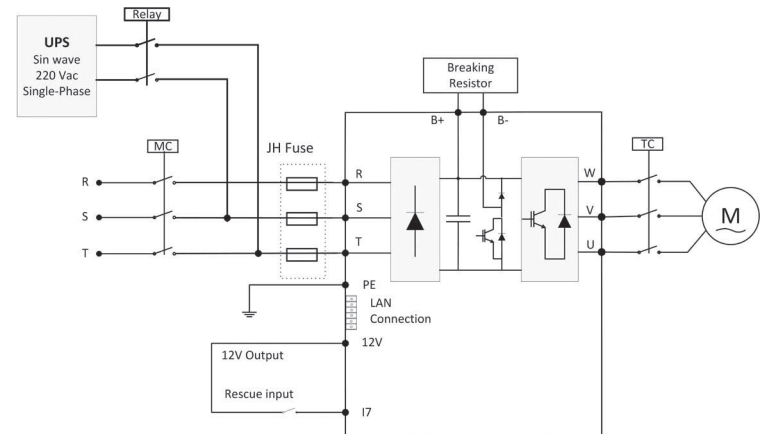 Relay
UPS
Sin wave
220 Vac
Single-Phase
Breaking
Resistor
B+
B-
MC
JH Fuse
TC
R
R
W
S
S
V
M
T
T
U
PE
LAN
Connection
12V
12V Output
Rescue input
I7